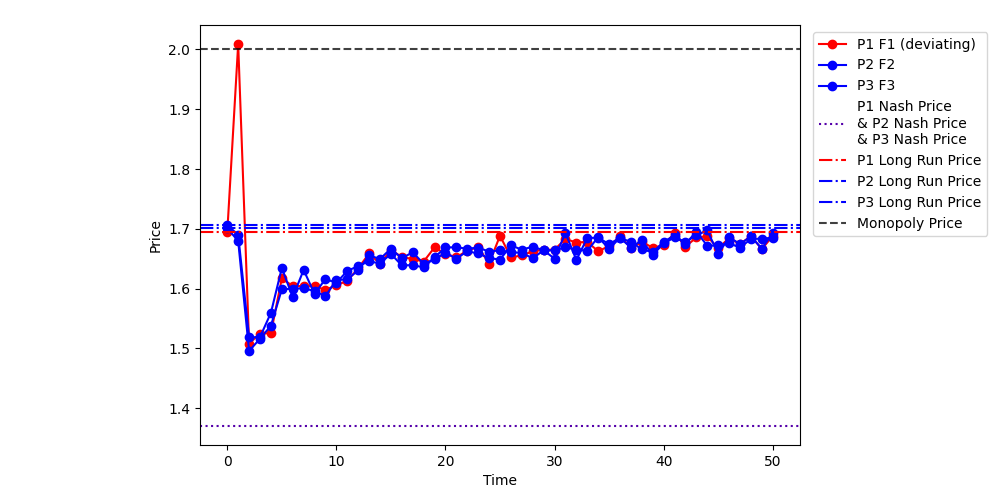 2.0
1.9
1.8
1.7
1.6
1.5
1.4
Price
0
10
20
30
40
50
Time
P1 F1 (deviating)
P2 F2
P3 F3
P1 Nash Price
& P2 Nash Price
& P3 Nash Price
P1 Long Run Price
P2 Long Run Price
P3 Long Run Price
Monopoly Price